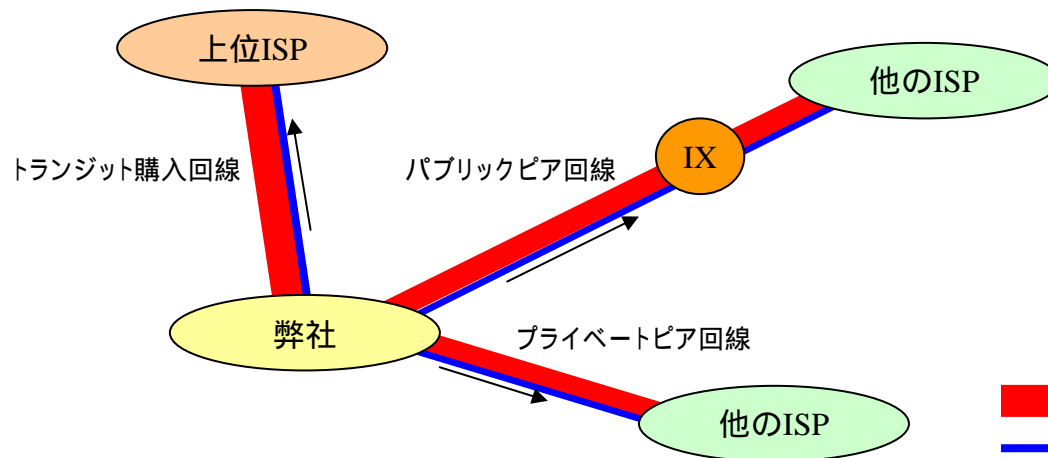 上位ISP
他のISP
IX
トランジット購入回線
パブリックピア回線
弊社
プライベートピア回線
他のISP